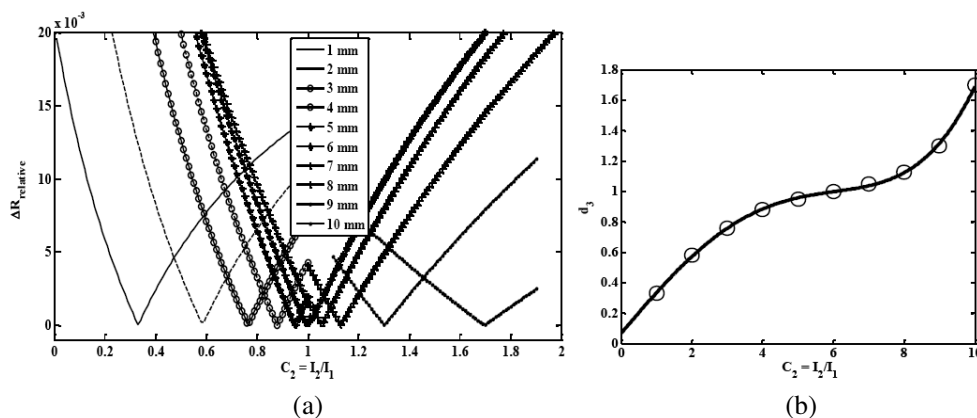 x 10⁻³
20
15
10
5
0
ΔR_relative
0 0.2 0.4 0.6 0.8 1 1.2 1.4 1.6 1.8 2
C₂ = I₂/I₁
1 mm
2 mm
3 mm
4 mm
5 mm
6 mm
7 mm
8 mm
9 mm
10 mm
(a)
1.8
1.6
1.4
1.2
1
0.8
0.6
0.4
0.2
0
d₃
0 2 4 6 8 10
C₂ = I₂/I₁
(b)